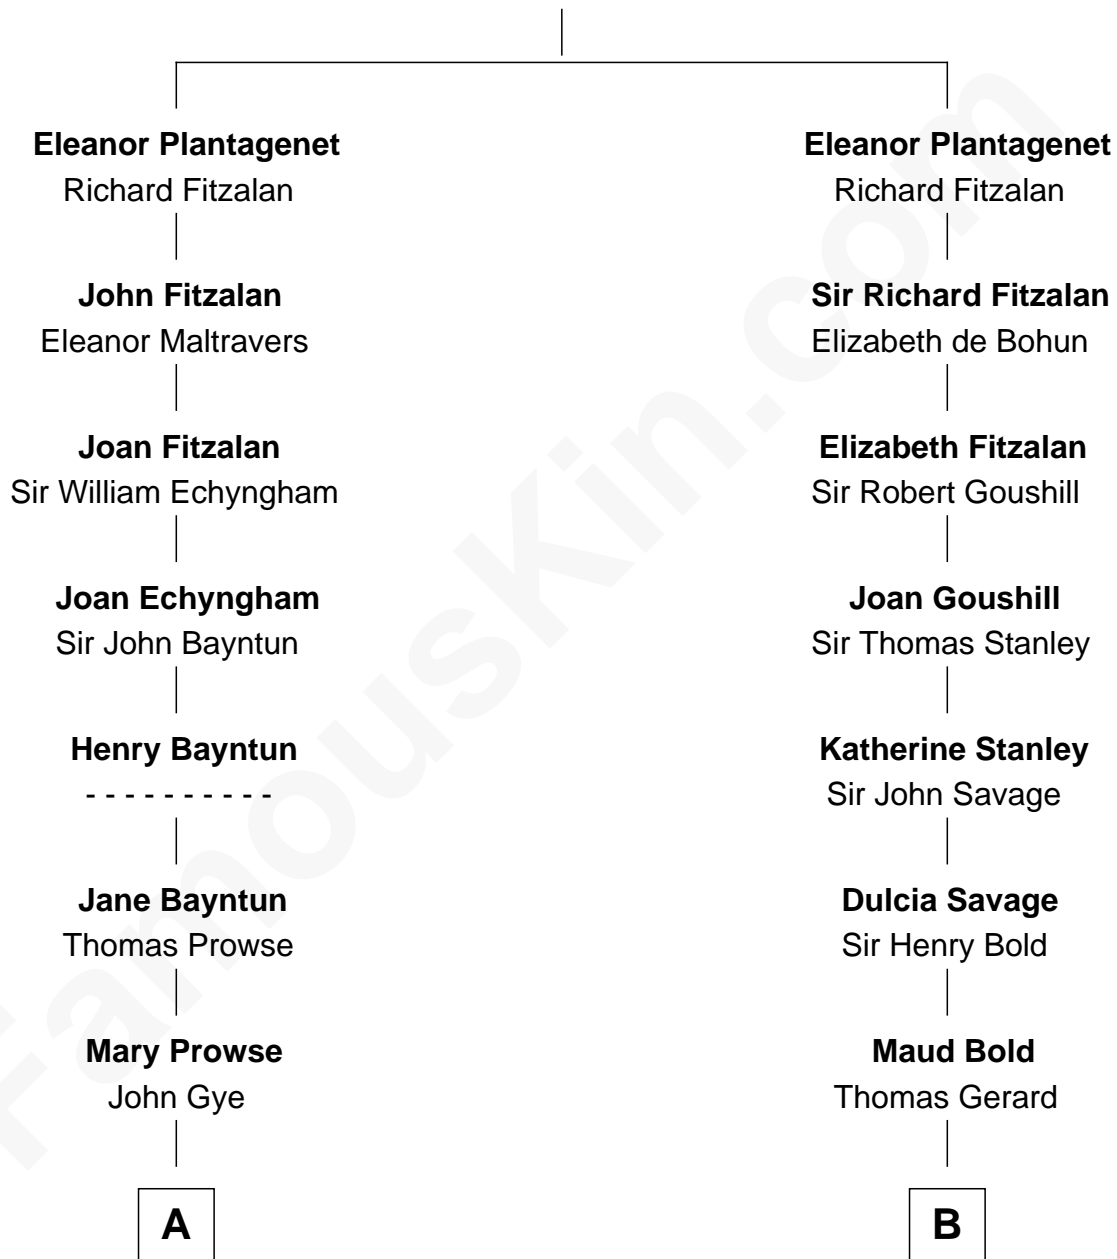 Eleanor Plantagenet
Richard Fitzalan
John Fitzalan
Eleanor Maltravers
Joan Fitzalan
Sir William Echyngham
Joan Echyngham
Sir John Bayntun
Henry Bayntun
- - - - - - - - - -
Jane Bayntun
Thomas Prowse
Mary Prowse
John Gye
A
Eleanor Plantagenet
Richard Fitzalan
Sir Richard Fitzalan
Elizabeth de Bohun
Elizabeth Fitzalan
Sir Robert Goushill
Joan Goushill
Sir Thomas Stanley
Katherine Stanley
Sir John Savage
Dulcia Savage
Sir Henry Bold
Maud Bold
Thomas Gerard
B
FamousKin.com